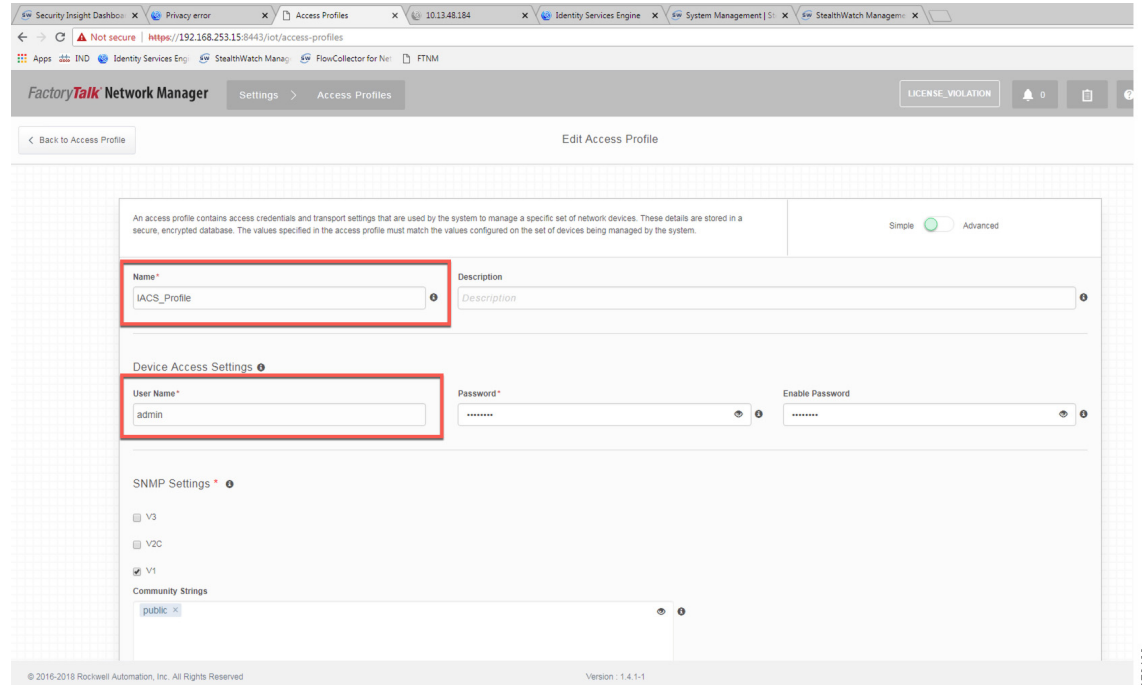 Security Insight Dashboa
Privacy error
Access Profiles
10.13.48.184
Identity Services Engine
System Management | St
StealthWatch Manageme
Not secure | https://192.168.253.15:8443/iot/access-profiles
Apps IND Identity Services Engi StealthWatch Manag FlowCollector for Net FTNM
FactoryTalk Network Manager Settings > Access Profiles LICENSE_VIOLATION 0
< Back to Access Profile Edit Access Profile
An access profile contains access credentials and transport settings that are used by the system to manage a specific set of network devices. These details are stored in a
secure, encrypted database. The values specified in the access profile must match the values configured on the set of devices being managed by the system.
Simple Advanced
Name* Description
IACS_Profile Description
Device Access Settings
User Name* Password* Enable Password
admin •••••••• ••••••••
SNMP Settings *
V3
V2C
V1
Community Strings
public ×
© 2016-2018 Rockwell Automation, Inc. All Rights Reserved Version : 1.4.1-1